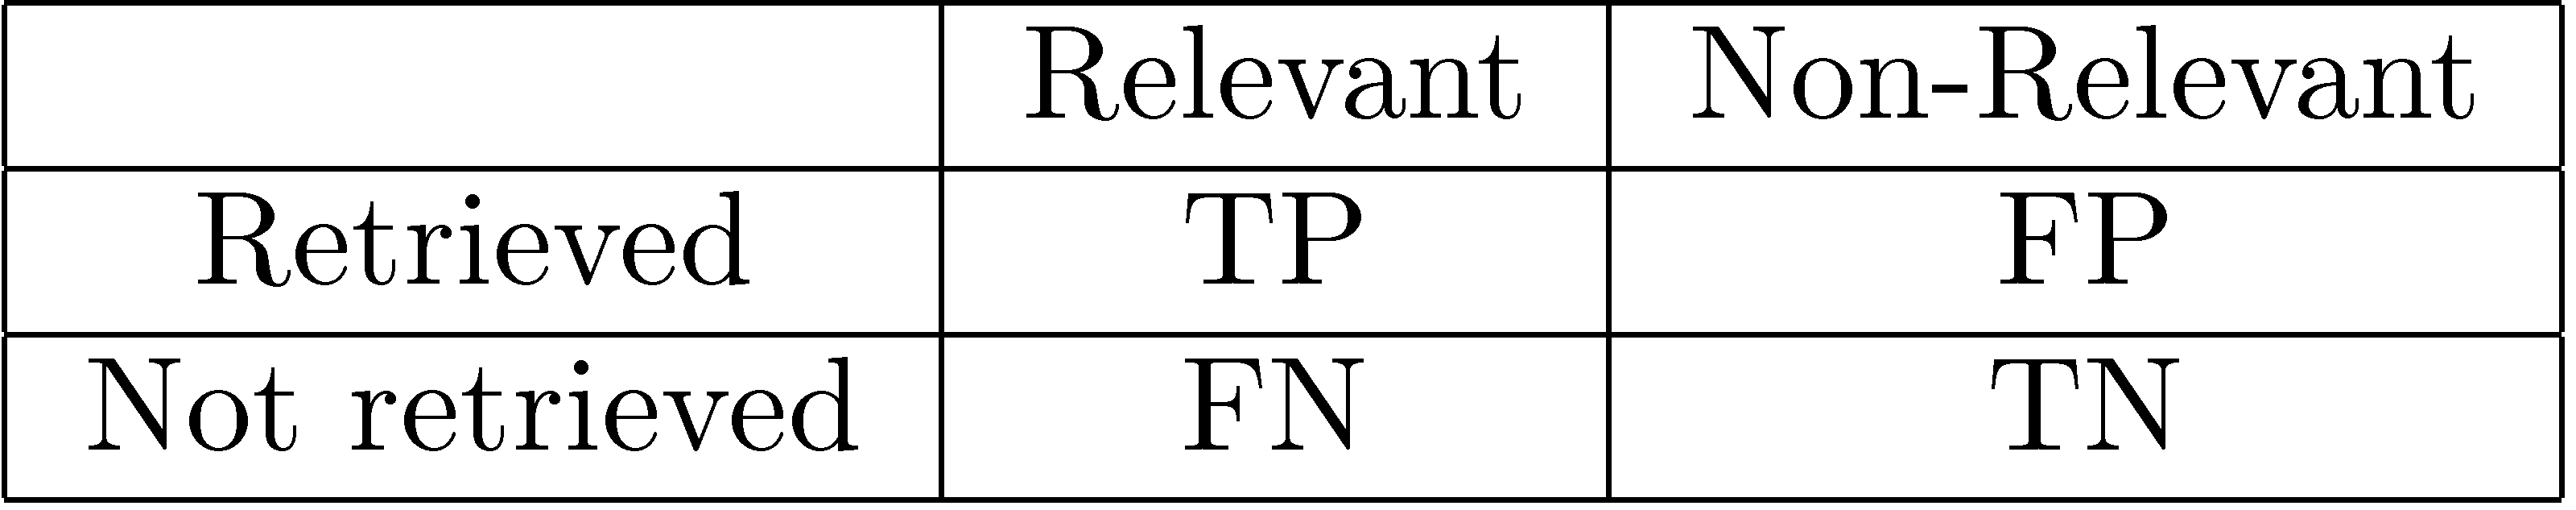 Relevant Non-Relevant
Retrieved TP FP
Not retrieved FN TN